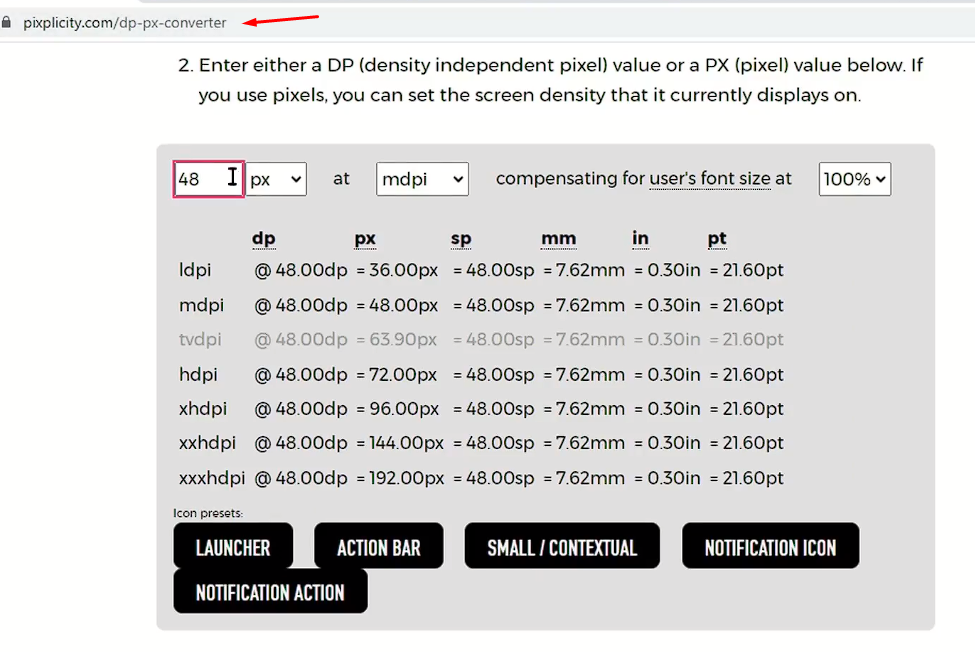 pixplicity.com/dp-px-converter
2. Enter either a DP (density independent pixel) value or a PX (pixel) value below. If
you use pixels, you can set the screen density that it currently displays on.
48 px at mdpi compensating for user's font size at 100%
dp px sp mm in pt
ldpi @ 48.00dp = 36.00px = 48.00sp = 7.62mm = 0.30in = 21.60pt
mdpi @ 48.00dp = 48.00px = 48.00sp = 7.62mm = 0.30in = 21.60pt
tvdpi @ 48.00dp = 63.90px = 48.00sp = 7.62mm = 0.30in = 21.60pt
hdpi @ 48.00dp = 72.00px = 48.00sp = 7.62mm = 0.30in = 21.60pt
xhdpi @ 48.00dp = 96.00px = 48.00sp = 7.62mm = 0.30in = 21.60pt
xxhdpi @ 48.00dp = 144.00px = 48.00sp = 7.62mm = 0.30in = 21.60pt
xxxhdpi @ 48.00dp = 192.00px = 48.00sp = 7.62mm = 0.30in = 21.60pt
Icon presets:
LAUNCHER ACTION BAR SMALL / CONTEXTUAL NOTIFICATION ICON
NOTIFICATION ACTION